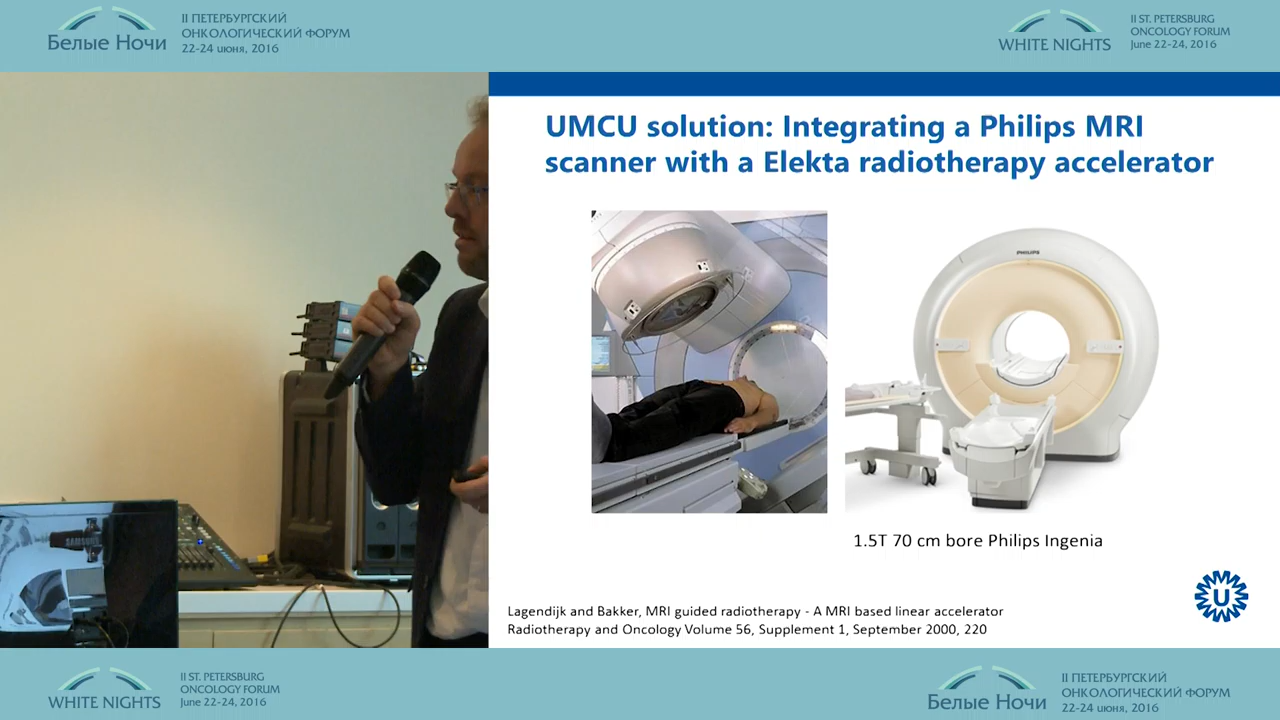 Белые Ночи
II ПЕТЕРБУРГСКИЙ
ОНКОЛОГИЧЕСКИЙ ФОРУМ
22-24 июня, 2016
WHITE NIGHTS
II ST. PETERSBURG
ONCOLOGY FORUM
June 22-24, 2016
UMCU solution: Integrating a Philips MRI
scanner with a Elekta radiotherapy accelerator
PHILIPS
SAMSUNG
1.5T 70 cm bore Philips Ingenia
U
Lagendijk and Bakker, MRI guided radiotherapy - A MRI based linear accelerator
Radiotherapy and Oncology Volume 56, Supplement 1, September 2000, 220
WHITE NIGHTS
II ST. PETERSBURG
ONCOLOGY FORUM
June 22-24, 2016
Белые Ночи
II ПЕТЕРБУРГСКИЙ
ОНКОЛОГИЧЕСКИЙ ФОРУМ
22-24 июня, 2016